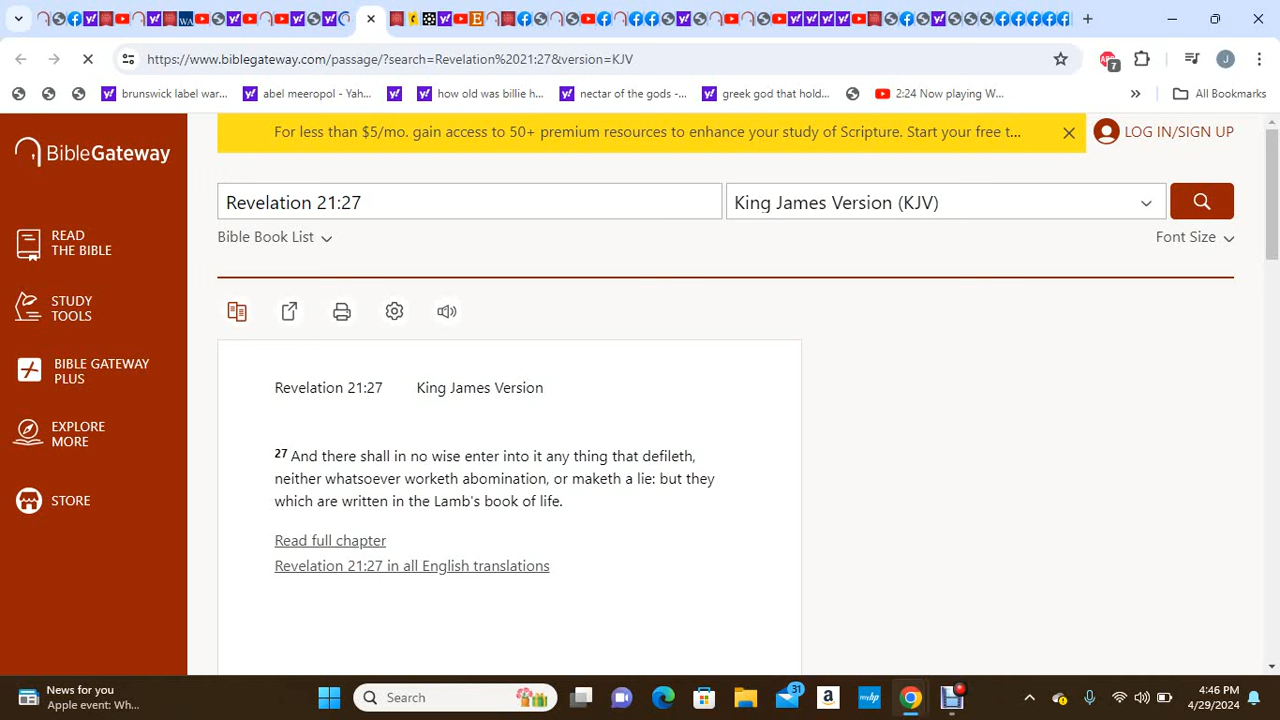 https://www.biblegateway.com/passage/?search=Revelation%2021:27&version=KJV
7
J
brunswick label war...
abel meeropol - Yah...
how old was billie h...
nectar of the gods -...
greek god that hold...
2:24 Now playing W...
»
All Bookmarks
BibleGateway
For less than $5/mo. gain access to 50+ premium resources to enhance your study of Scripture. Start your free t...
LOG IN/SIGN UP
Revelation 21:27
King James Version (KJV)
Bible Book List
Font Size
READ
THE BIBLE
STUDY
TOOLS
BIBLE GATEWAY
PLUS
EXPLORE
MORE
STORE
Revelation 21:27 King James Version
27 And there shall in no wise enter into it any thing that defileth,
neither whatsoever worketh abomination, or maketh a lie: but they
which are written in the Lamb's book of life.
Read full chapter
Revelation 21:27 in all English translations
News for you
Apple event: Wh...
Search
31
a
4:46 PM
4/29/2024